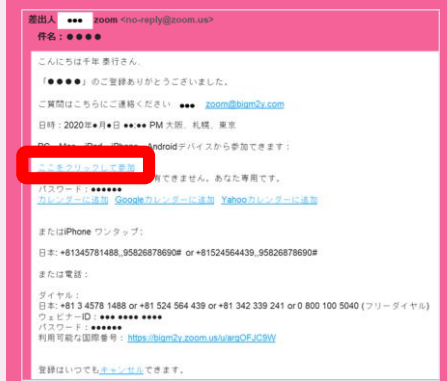 差出人 ●●● zoom <no-reply@zoom.us>
件名：●●●●
こんにちは千年 泰行さん,
「●●●●」のご登録ありがとうございました。
ご質問はこちらにご連絡ください ●●● zoom@bigm2y.com
日時：2020年●月●日 ●●:●● PM 大阪、札幌、東京
PC、Mac、iPad、iPhone、Androidデバイスから参加できます：
ここをクリックして参加
有できません。あなた専用です。
パスワード：●●●●●●
カレンダーに追加 Googleカレンダーに追加 Yahooカレンダーに追加
またはiPhone ワンタップ：
日本: +81345781488,,95826878690# or +81524564439,,95826878690#
または電話：
ダイヤル：
日本: +81 3 4578 1488 or +81 524 564 439 or +81 342 339 241 or 0 800 100 5040 (フリーダイヤル)
ウェビナーID：●●● ●●●● ●●●●
パスワード：●●●●●●
利用可能な国際番号： https://bigm2y.zoom.us/u/argOFJC9W
登録はいつでもキャンセルできます。